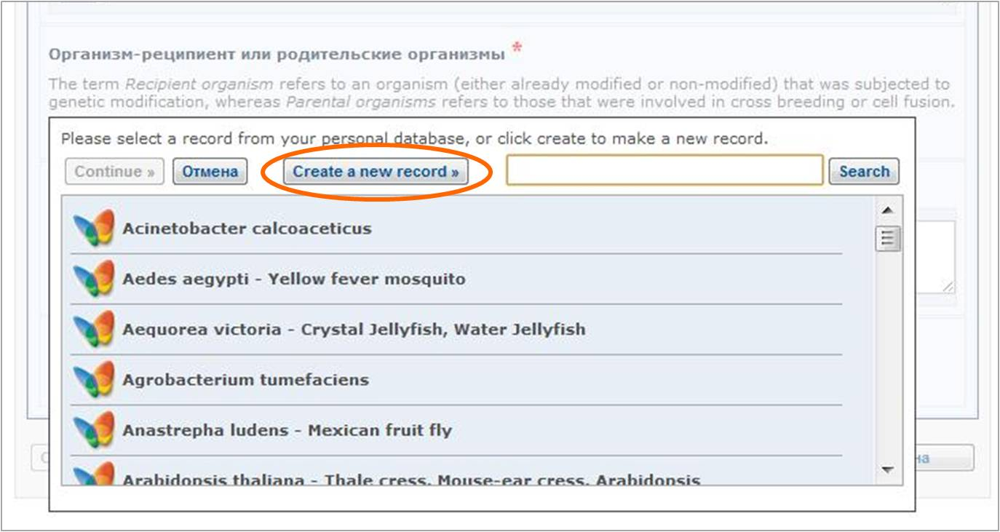 Организм-реципиент или родительские организмы *
The term Recipient organism refers to an organism (either already modified or non-modified) that was subjected to
genetic modification, whereas Parental organisms refers to those that were involved in cross breeding or cell fusion.
Please select a record from your personal database, or click create to make a new record.
Continue » Отмена Create a new record » Search
Acinetobacter calcoaceticus
Aedes aegypti - Yellow fever mosquito
Aequorea victoria - Crystal Jellyfish, Water Jellyfish
Agrobacterium tumefaciens
Anastrepha ludens - Mexican fruit fly
Arabidopsis thaliana - Thale cress, Mouse-ear cress, Arabidopsis